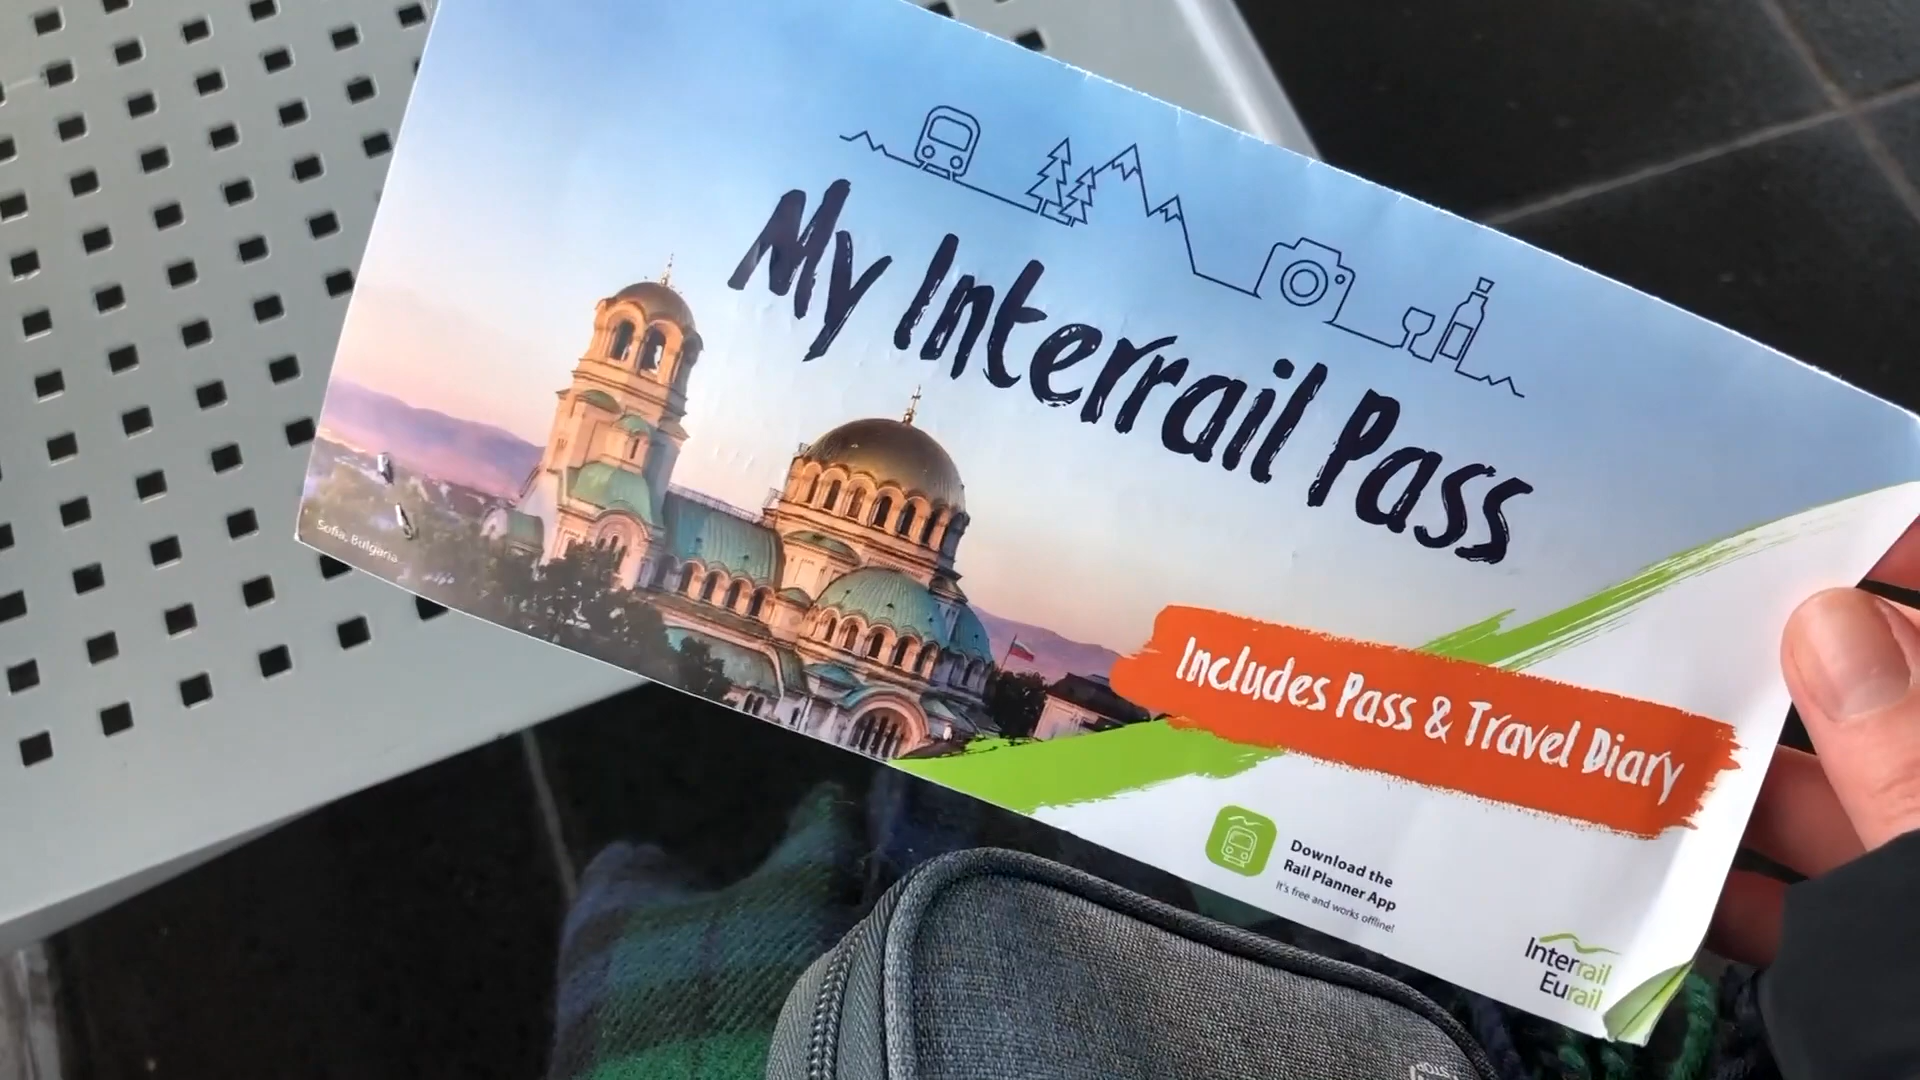 My Interrail Pass
Sofia, Bulgaria
Includes Pass & Travel Diary
Download the
Rail Planner App
It's free and works offline!
Interrail
Eurail